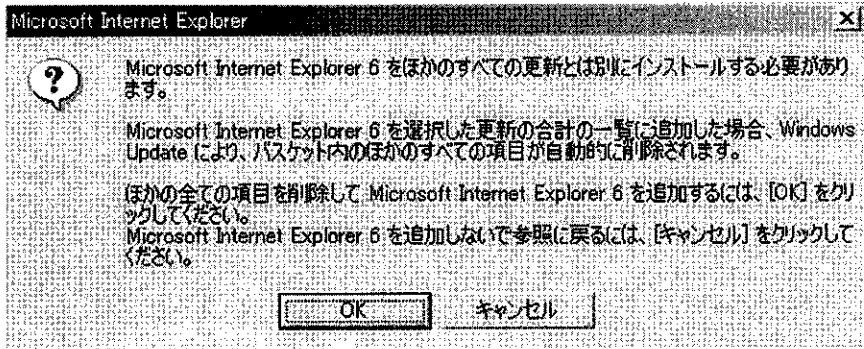 Microsoft Internet Explorer
Microsoft Internet Explorer 6 をほかのすべての更新とは別にインストールする必要があり
ます。
Microsoft Internet Explorer 6 を選択した更新の合計の一覧に追加した場合、Windows
Update により、バスケット内のほかのすべての項目が自動的に削除されます。
ほかの全ての項目を削除して Microsoft Internet Explorer 6 を追加するには、[OK] をクリ
ックしてください。
Microsoft Internet Explorer 6 を追加しないで参照に戻るには、[キャンセル] をクリックして
ください。
OK
キャンセル